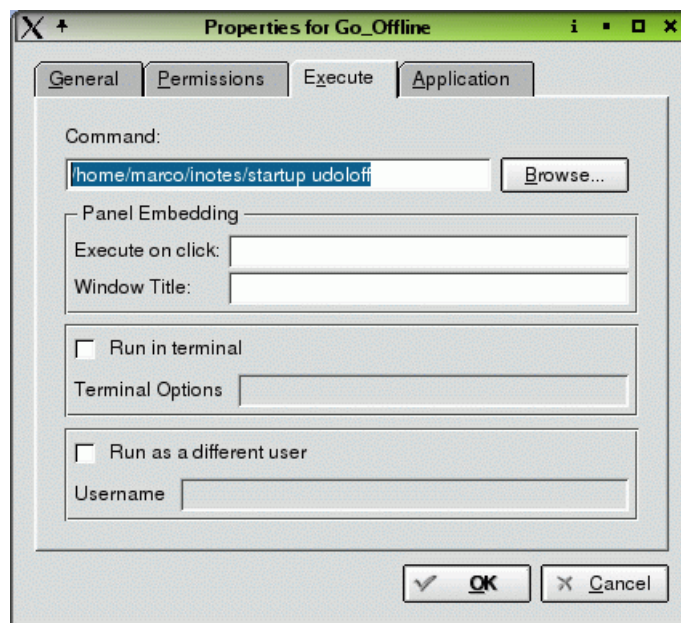 Properties for Go_Offline
General Permissions Execute Application
Command:
/home/marco/inotes/startup udoloff Browse...
Panel Embedding
Execute on click:
Window Title:
Run in terminal
Terminal Options
Run as a different user
Username
OK Cancel